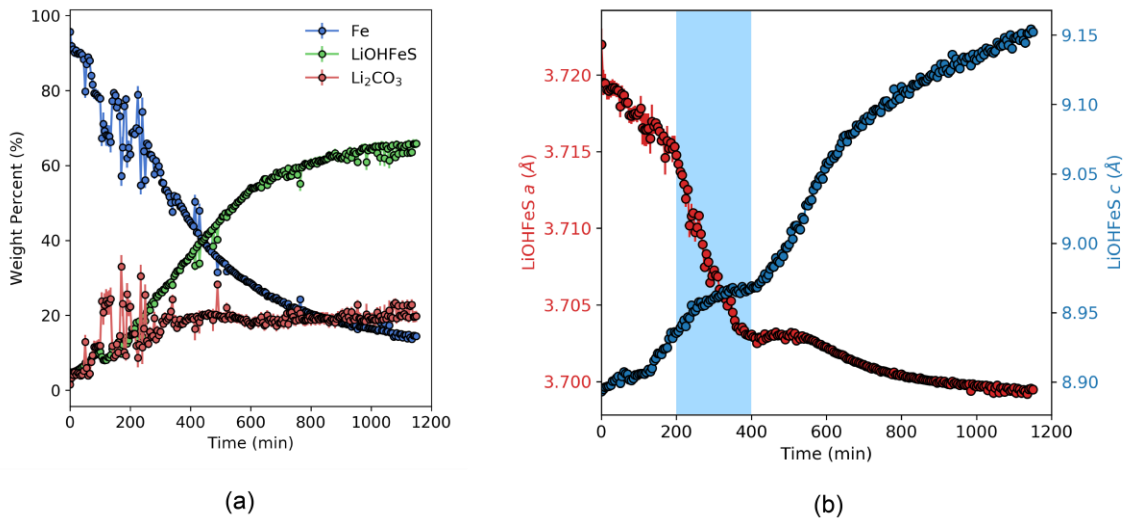 100
80
60
40
20
0
Weight Percent (%)
Fe
LiOHFeS
Li₂CO₃
0 200 400 600 800 1000 1200
Time (min)
(a)
3.720
3.715
3.710
3.705
3.700
LiOHFeS a (Å)
9.15
9.10
9.05
9.00
8.95
8.90
LiOHFeS c (Å)
0 200 400 600 800 1000 1200
Time (min)
(b)